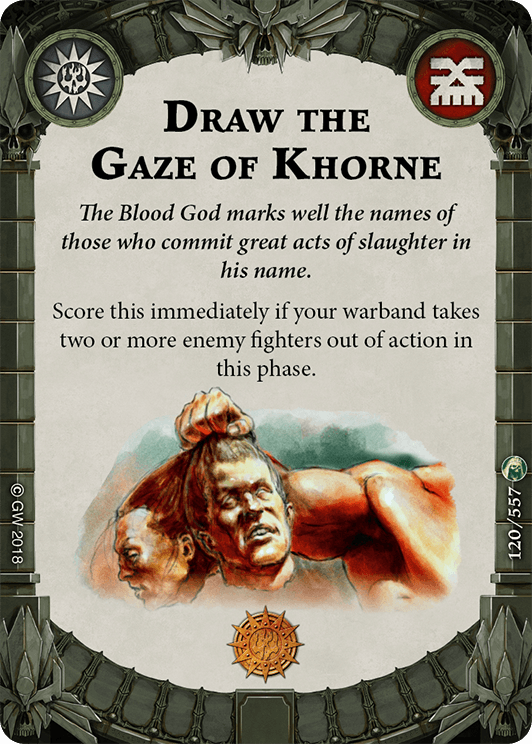 Draw the
Gaze of Khorne
The Blood God marks well the names of
those who commit great acts of slaughter in
his name.
Score this immediately if your warband takes
two or more enemy fighters out of action in
this phase.
©GW 2018
120/557